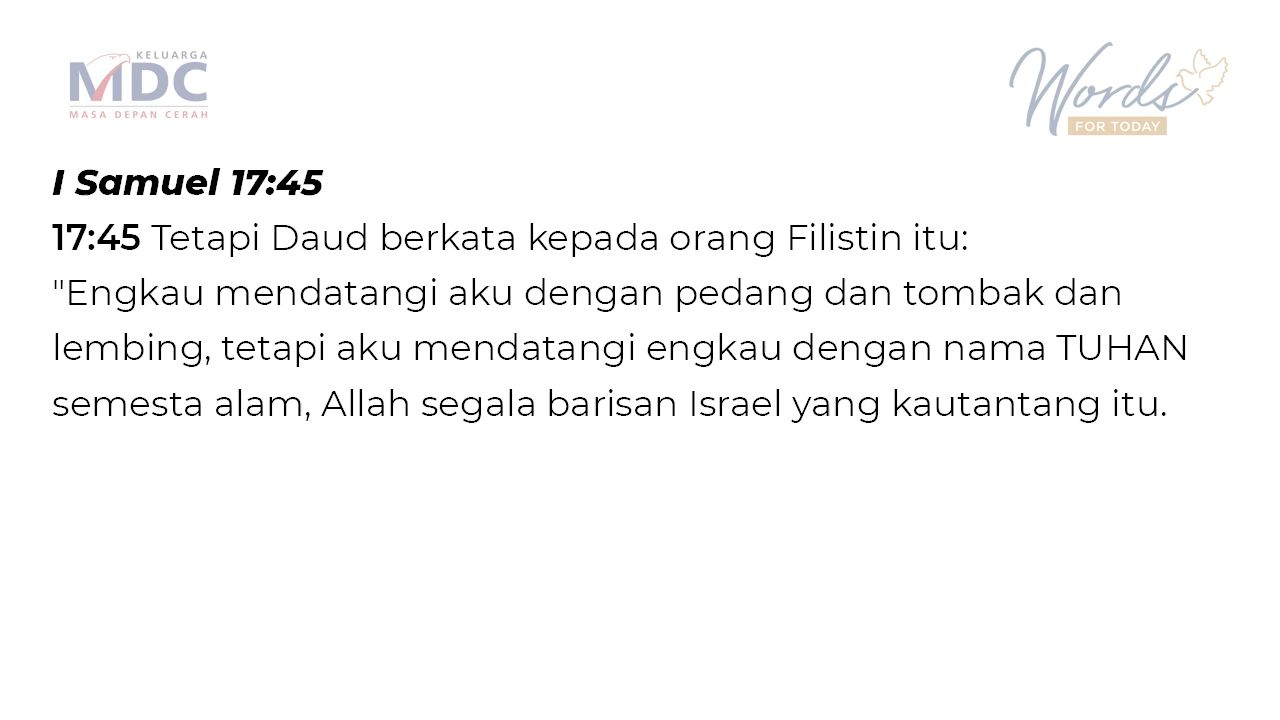 KELUARGA
MDC
MASA DEPAN CERAH
Words
FOR TODAY
I Samuel 17:45
17:45 Tetapi Daud berkata kepada orang Filistin itu:
"Engkau mendatangi aku dengan pedang dan tombak dan
lembing, tetapi aku mendatangi engkau dengan nama TUHAN
semesta alam, Allah segala barisan Israel yang kautantang itu.